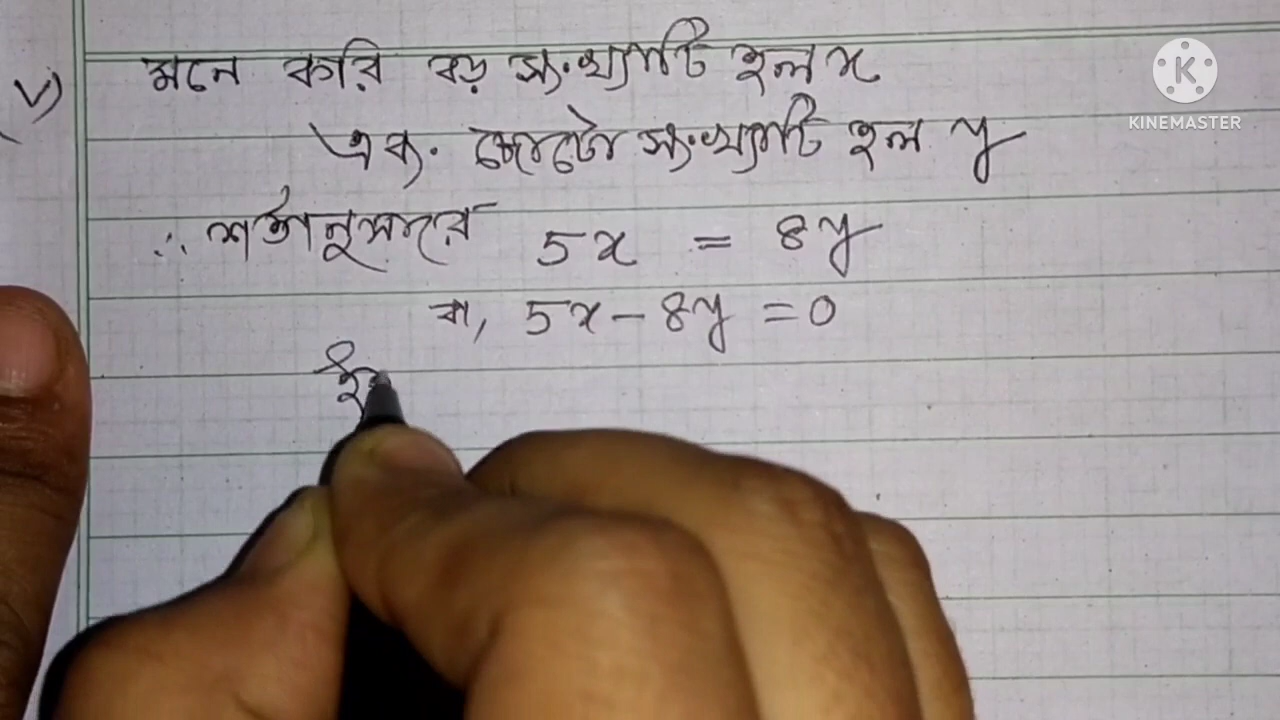 v) মনে করি বড় সংখ্যাটি হল x
এবং ছোটো সংখ্যাটি হল y
∴ শর্তানুসারে 5x = 8y
বা, 5x - 8y = 0
K
KINEMASTER